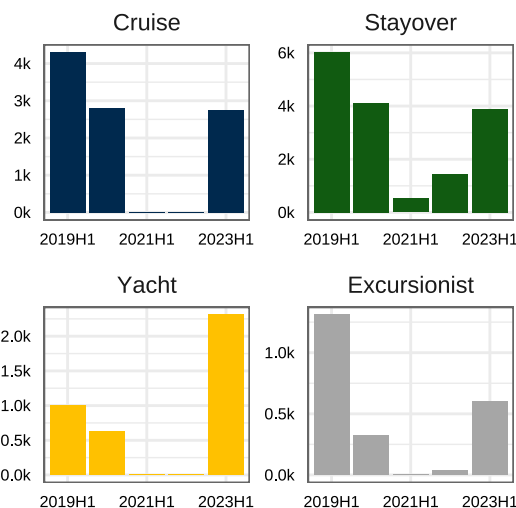 Cruise
4k
3k
2k
1k
0k
2019H1 2021H1 2023H1
Stayover
6k
4k
2k
0k
2019H1 2021H1 2023H1
Yacht
2.0k
1.5k
1.0k
0.5k
0.0k
2019H1 2021H1 2023H1
Excursionist
1.0k
0.5k
0.0k
2019H1 2021H1 2023H1